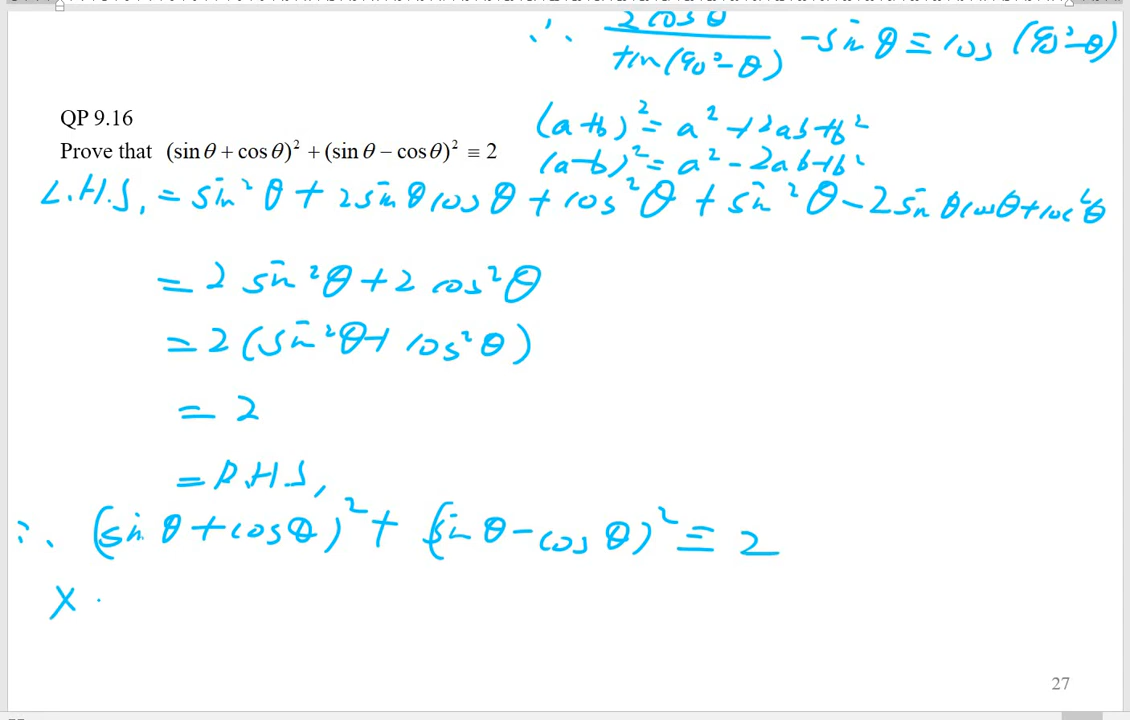 ∴ 2 cos θ / tan(90°-θ) - sin θ ≡ cos (90°-θ)
QP 9.16
(a+b)² = a² + 2ab + b²
Prove that (sin θ + cos θ)² + (sin θ − cos θ)² ≡ 2
(a-b)² = a² - 2ab + b²
L.H.S. = sin² θ + 2 sin θ cos θ + cos² θ + sin² θ - 2 sin θ cos θ + cos² θ
= 2 sin² θ + 2 cos² θ
= 2 (sin² θ + cos² θ)
= 2
= R.H.S.
∴ (sin θ + cos θ)² + (sin θ - cos θ)² ≡ 2
X
27